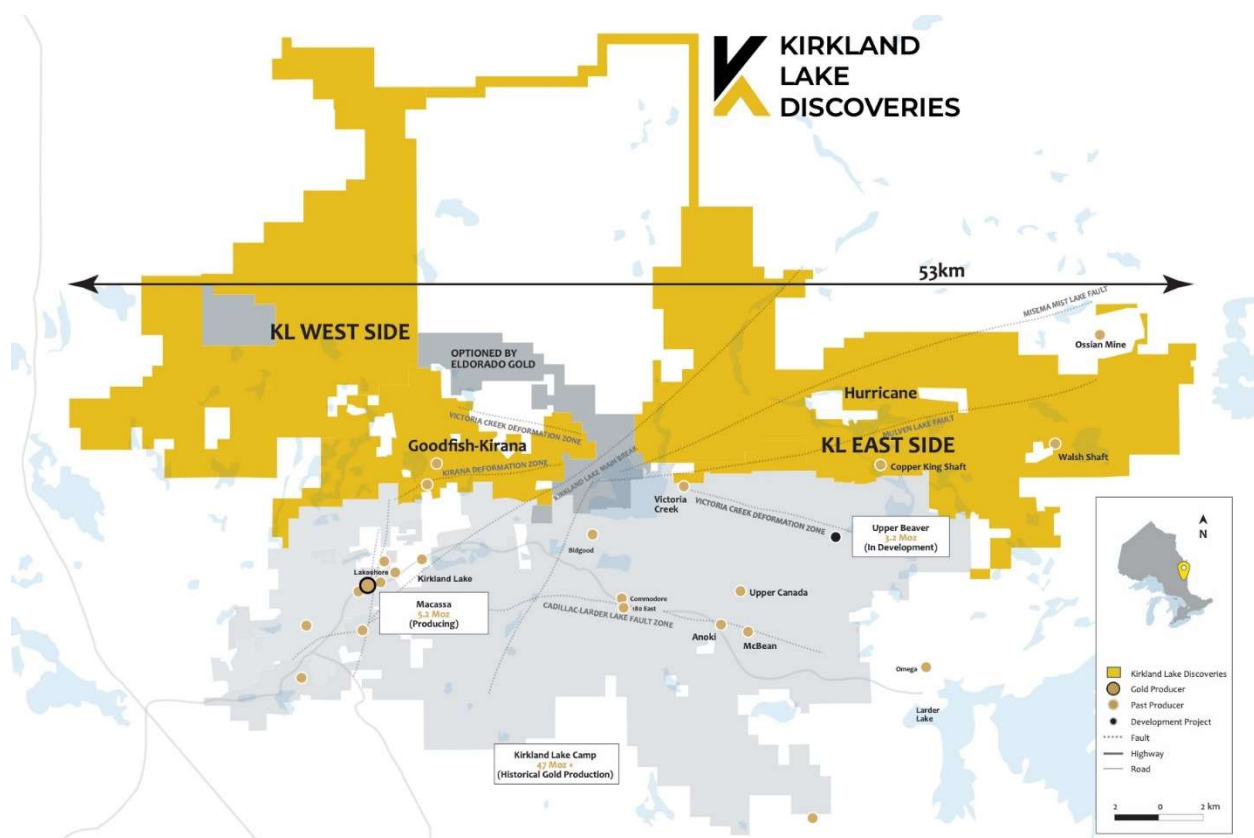 KIRKLAND
LAKE
DISCOVERIES
53km
MISEMA MIST LAKE FAULT
KL WEST SIDE
OPTIONED BY
ELDORADO GOLD
Ossian Mine
Hurricane
VICTORIA CREEK DEFORMATION ZONE
MULVEN LAKE FAULT
Goodfish-Kirana
KL EAST SIDE
KIRANA DEFORMATION ZONE
KIRKLAND LAKE MAIN BREAK
Copper King Shaft
Walsh Shaft
Victoria
Creek
VICTORIA CREEK DEFORMATION ZONE
Upper Beaver
3.2 Moz
(In Development)
Bidgood
Lakeshore
Kirkland Lake
Macassa
5.2 Moz
(Producing)
Commodore
180 East
Upper Canada
CADILLAC-LARDER LAKE FAULT ZONE
Anoki
McBean
Omega
Larder
Lake
Kirkland Lake Camp
47 Moz +
(Historical Gold Production)
N
Kirkland Lake Discoveries
Gold Producer
Past Producer
Development Project
Fault
Highway
Road
2 0 2 km